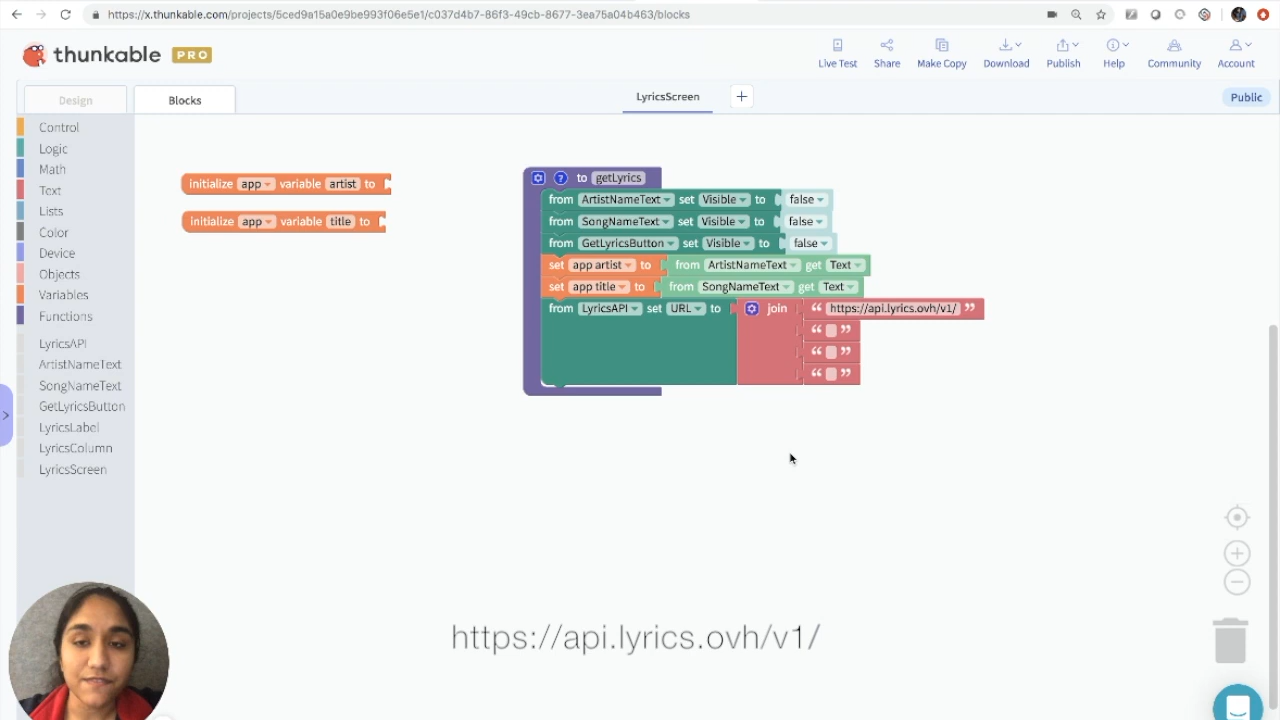 https://x.thunkable.com/projects/5ced9a15a0e9be993f06e5e1/c037d4b7-86f3-49cb-8677-3ea75a04b463/blocks
thunkable PRO
Live Test Share Make Copy Download Publish Help Community Account
Design Blocks LyricsScreen + Public
Control
Logic
Math
Text
Lists
Color
Device
Objects
Variables
Functions
LyricsAPI
ArtistNameText
SongNameText
GetLyricsButton
LyricsLabel
LyricsColumn
LyricsScreen
initialize app variable artist to
initialize app variable title to
? to getLyrics
from ArtistNameText set Visible to false
from SongNameText set Visible to false
from GetLyricsButton set Visible to false
set app artist to from ArtistNameText get Text
set app title to from SongNameText get Text
from LyricsAPI set URL to join “ https://api.lyrics.ovh/v1/ ”
“ ”
“ ”
“ ”
https://api.lyrics.ovh/v1/